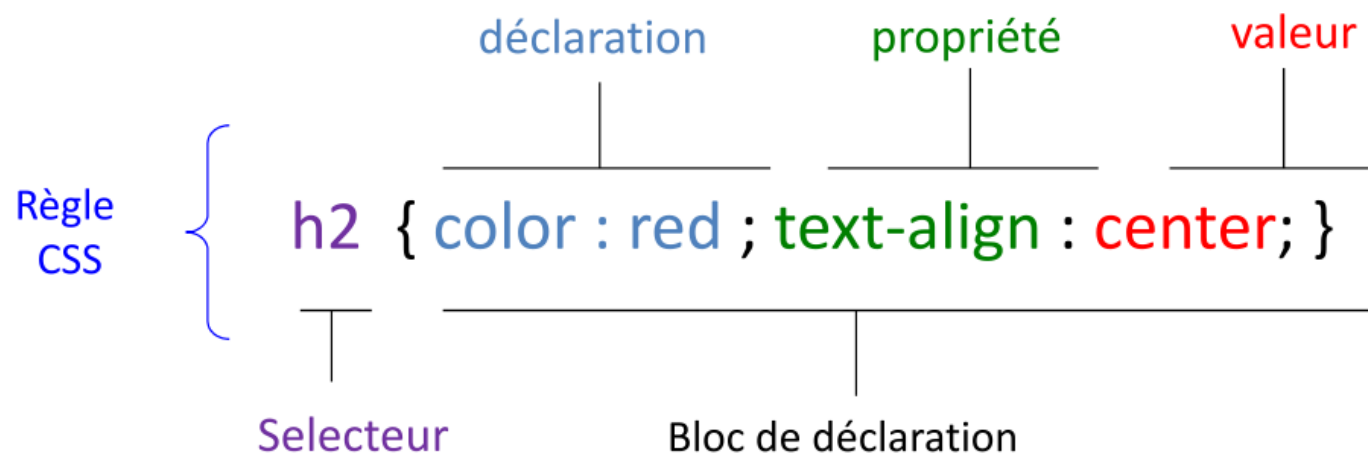 déclaration propriété valeur
Règle
CSS
h2 { color : red ; text-align : center; }
Selecteur Bloc de déclaration